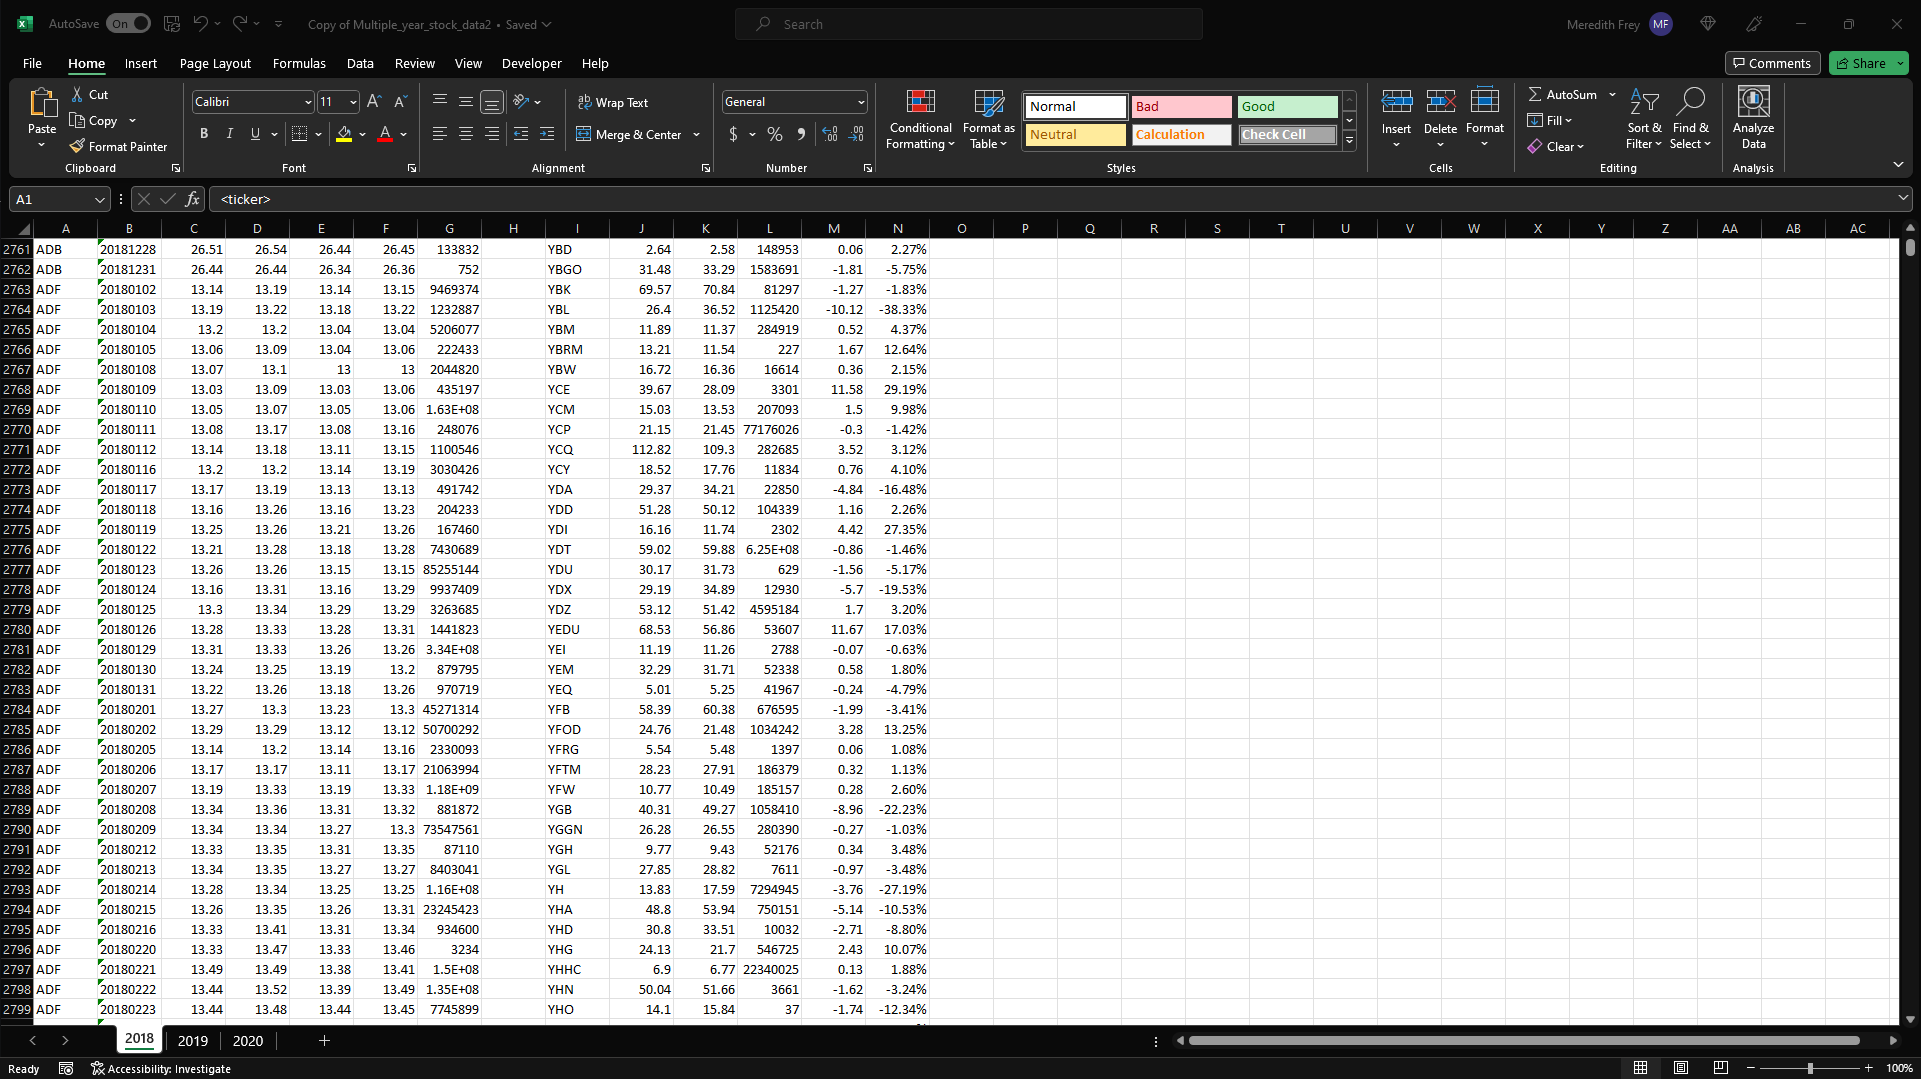 AutoSave On Copy of Multiple_year_stock_data2 • Saved Search Meredith Frey MF
File Home Insert Page Layout Formulas Data Review View Developer Help Comments Share
Paste Cut Copy Format Painter Clipboard
Calibri 11 B I U A Font
Wrap Text Merge & Center Alignment
General $ % , Number
Conditional Formatting Format as Table Normal Bad Good Neutral Calculation Check Cell Styles
Insert Delete Format Cells
AutoSum Fill Clear Sort & Filter Find & Select Editing
Analyze Data Analysis
A1 fx <ticker>
A B C D E F G H I J K L M N O P Q R S T U V W X Y Z AA AB AC
2761 ADB 20181228 26.51 26.54 26.44 26.45 133832 YBD 2.64 2.58 148953 0.06 2.27%
2762 ADB 20181231 26.44 26.44 26.34 26.36 752 YBGO 31.48 33.29 1583691 -1.81 -5.75%
2763 ADF 20180102 13.14 13.19 13.14 13.15 9469374 YBK 69.57 70.84 81297 -1.27 -1.83%
2764 ADF 20180103 13.19 13.22 13.18 13.22 1232887 YBL 26.4 36.52 1125420 -10.12 -38.33%
2765 ADF 20180104 13.2 13.2 13.04 13.04 5206077 YBM 11.89 11.37 284919 0.52 4.37%
2766 ADF 20180105 13.06 13.09 13.04 13.06 222433 YBRM 13.21 11.54 227 1.67 12.64%
2767 ADF 20180108 13.07 13.1 13 13 2044820 YBW 16.72 16.36 16614 0.36 2.15%
2768 ADF 20180109 13.03 13.09 13.03 13.06 435197 YCE 39.67 28.09 3301 11.58 29.19%
2769 ADF 20180110 13.05 13.07 13.05 13.06 1.63E+08 YCM 15.03 13.53 207093 1.5 9.98%
2770 ADF 20180111 13.08 13.17 13.08 13.16 248076 YCP 21.15 21.45 77176026 -0.3 -1.42%
2771 ADF 20180112 13.14 13.18 13.11 13.15 1100546 YCQ 112.82 109.3 282685 3.52 3.12%
2772 ADF 20180116 13.2 13.2 13.14 13.19 3030426 YCY 18.52 17.76 11834 0.76 4.10%
2773 ADF 20180117 13.17 13.19 13.13 13.13 491742 YDA 29.37 34.21 22850 -4.84 -16.48%
2774 ADF 20180118 13.16 13.26 13.16 13.23 204233 YDD 51.28 50.12 104339 1.16 2.26%
2775 ADF 20180119 13.25 13.26 13.21 13.26 167460 YDI 16.16 11.74 2302 4.42 27.35%
2776 ADF 20180122 13.21 13.28 13.18 13.28 7430689 YDT 59.02 59.88 6.25E+08 -0.86 -1.46%
2777 ADF 20180123 13.26 13.26 13.15 13.15 85255144 YDU 30.17 31.73 629 -1.56 -5.17%
2778 ADF 20180124 13.16 13.31 13.16 13.29 9937409 YDX 29.19 34.89 12930 -5.7 -19.53%
2779 ADF 20180125 13.3 13.34 13.29 13.29 3263685 YDZ 53.12 51.42 4595184 1.7 3.20%
2780 ADF 20180126 13.28 13.33 13.28 13.31 1441823 YEDU 68.53 56.86 53607 11.67 17.03%
2781 ADF 20180129 13.31 13.33 13.26 13.26 3.34E+08 YEI 11.19 11.26 2788 -0.07 -0.63%
2782 ADF 20180130 13.24 13.25 13.19 13.2 879795 YEM 32.29 31.71 52338 0.58 1.80%
2783 ADF 20180131 13.22 13.26 13.18 13.26 970719 YEQ 5.01 5.25 41967 -0.24 -4.79%
2784 ADF 20180201 13.27 13.3 13.23 13.3 45271314 YFB 58.39 60.38 676595 -1.99 -3.41%
2785 ADF 20180202 13.29 13.29 13.12 13.12 50700292 YFOD 24.76 21.48 1034242 3.28 13.25%
2786 ADF 20180205 13.14 13.2 13.14 13.16 2330093 YFRG 5.54 5.48 1397 0.06 1.08%
2787 ADF 20180206 13.17 13.17 13.11 13.17 21063994 YFTM 28.23 27.91 186379 0.32 1.13%
2788 ADF 20180207 13.19 13.33 13.19 13.33 1.18E+09 YFW 10.77 10.49 185157 0.28 2.60%
2789 ADF 20180208 13.34 13.36 13.31 13.32 881872 YGB 40.31 49.27 1058410 -8.96 -22.23%
2790 ADF 20180209 13.34 13.34 13.27 13.3 73547561 YGGN 26.28 26.55 280390 -0.27 -1.03%
2791 ADF 20180212 13.33 13.35 13.31 13.35 87110 YGH 9.77 9.43 52176 0.34 3.48%
2792 ADF 20180213 13.34 13.35 13.27 13.27 8403041 YGL 27.85 28.82 7611 -0.97 -3.48%
2793 ADF 20180214 13.28 13.34 13.25 13.25 1.16E+08 YH 13.83 17.59 7294945 -3.76 -27.19%
2794 ADF 20180215 13.26 13.35 13.26 13.31 23245423 YHA 48.8 53.94 750151 -5.14 -10.53%
2795 ADF 20180216 13.33 13.41 13.31 13.34 934600 YHD 30.8 33.51 10032 -2.71 -8.80%
2796 ADF 20180220 13.33 13.47 13.33 13.46 3234 YHG 24.13 21.7 546725 2.43 10.07%
2797 ADF 20180221 13.49 13.49 13.38 13.41 1.5E+08 YHHC 6.9 6.77 22340025 0.13 1.88%
2798 ADF 20180222 13.44 13.52 13.39 13.49 1.35E+08 YHN 50.04 51.66 3661 -1.62 -3.24%
2799 ADF 20180223 13.44 13.48 13.44 13.45 7745899 YHO 14.1 15.84 37 -1.74 -12.34%
2018 2019 2020
Ready Accessibility: Investigate 100%